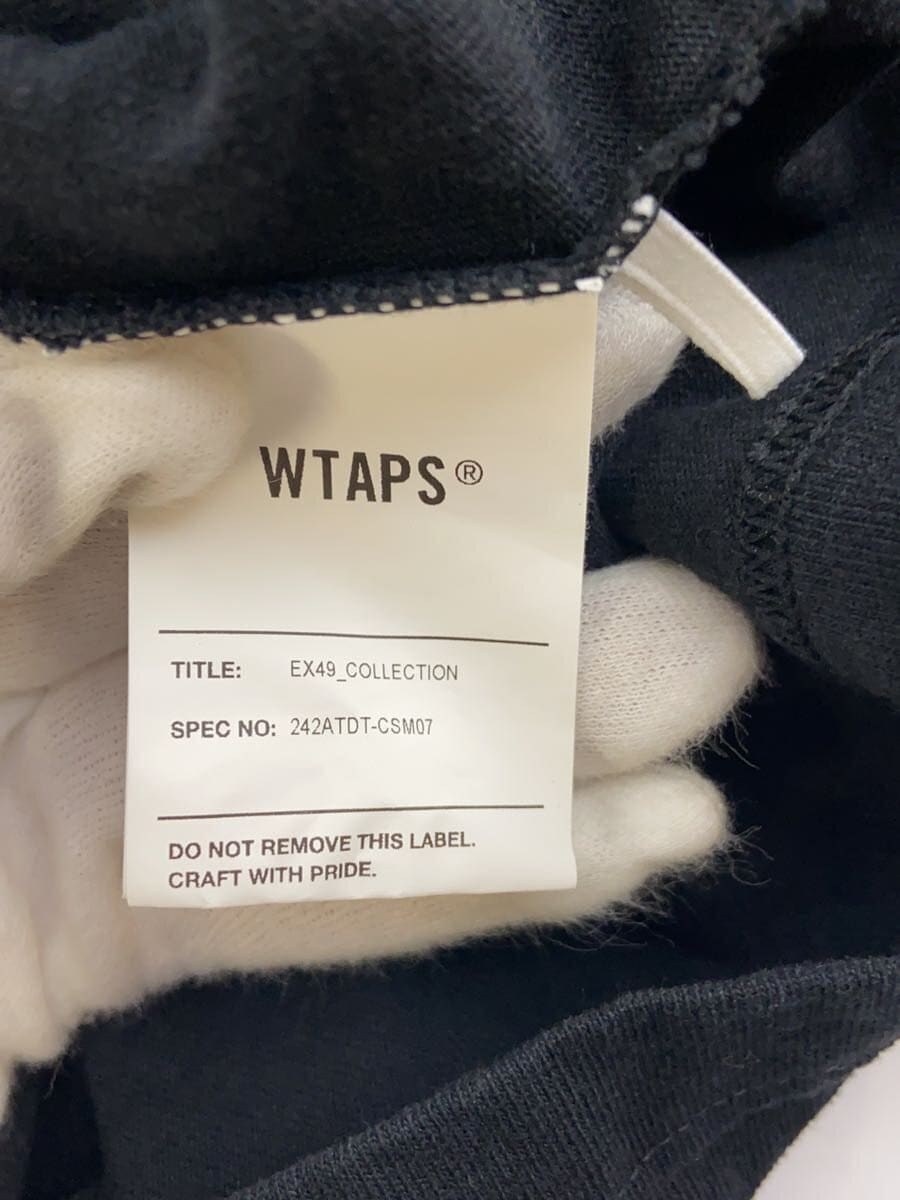 WTAPS®
TITLE: EX49_COLLECTION
SPEC NO: 242ATDT-CSM07
DO NOT REMOVE THIS LABEL.
CRAFT WITH PRIDE.